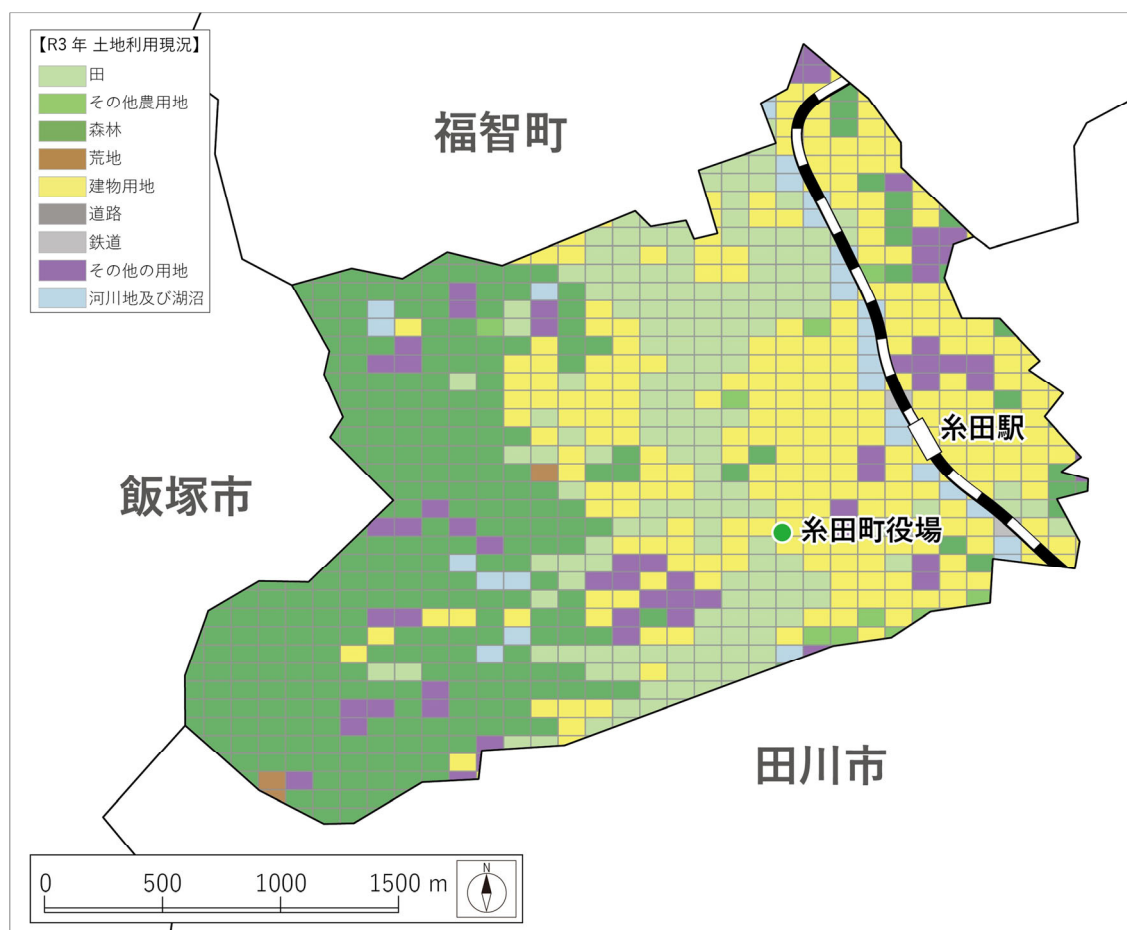 【R3年 土地利用現況】
田
その他農用地
森林
荒地
建物用地
道路
鉄道
その他の用地
河川地及び湖沼
福智町
糸田駅
飯塚市
糸田町役場
田川市
0 500 1000 1500 m
N